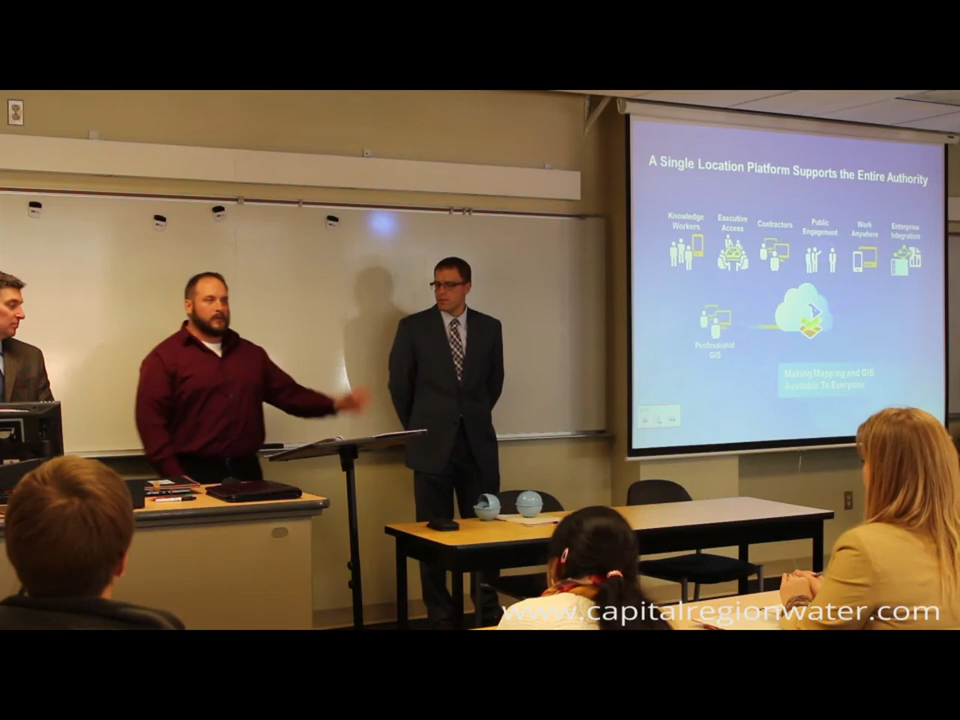 A Single Location Platform Supports the Entire Authority
Knowledge
Workers
Executive
Access
Contractors
Public
Engagement
Work
Anywhere
Enterprise
Integration
Professional
GIS
Making Mapping and GIS
Available To Everyone
www.capitalregionwater.com